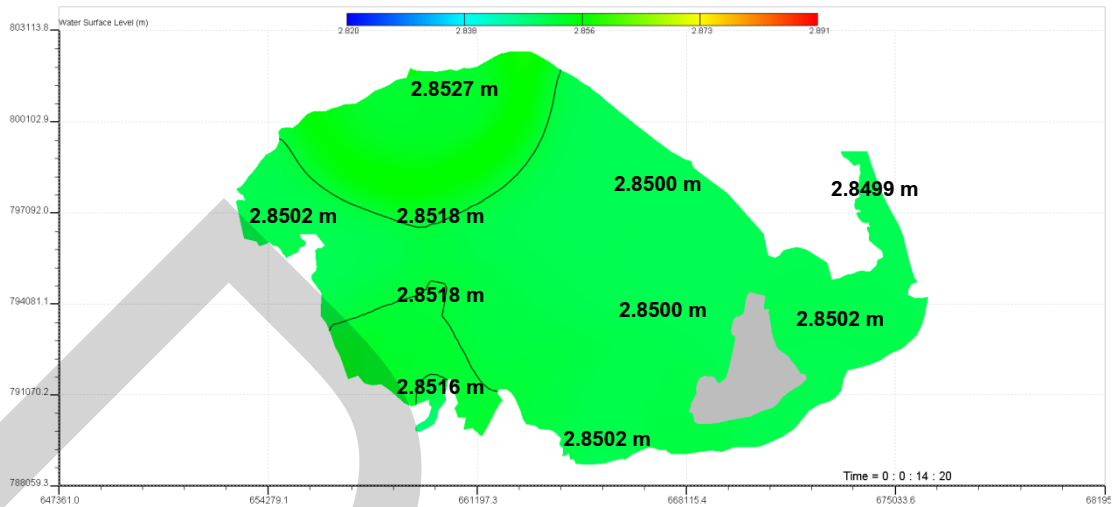 Water Surface Level (m)
2.820 2.838 2.856 2.873 2.891
803113.8
2.8527 m
800102.9
2.8500 m
2.8499 m
797092.0
2.8502 m
2.8518 m
794081.1
2.8518 m
2.8500 m
2.8502 m
791070.2
2.8516 m
2.8502 m
Time = 0 : 0 : 14 : 20
788059.3
647361.0 654279.1 661197.3 668115.4 675033.6 68195